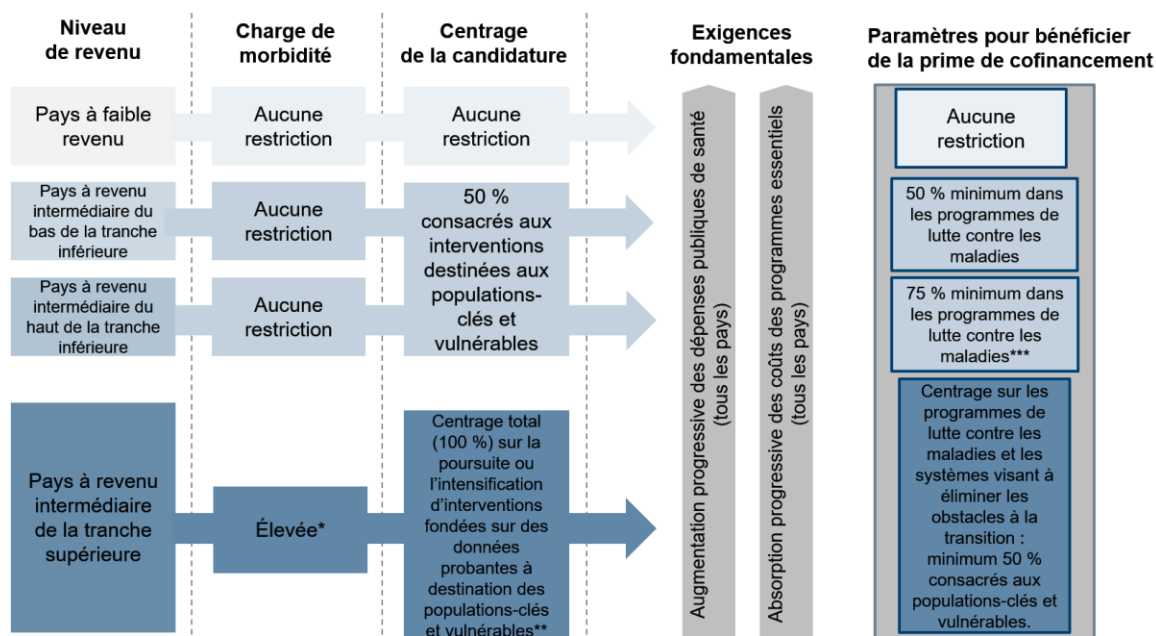 Niveau
de revenu
Charge de
morbidité
Centrage
de la candidature
Exigences
fondamentales
Paramètres pour bénéficier
de la prime de cofinancement
Pays à faible
revenu
Aucune
restriction
Aucune
restriction
Aucune
restriction
Pays à revenu
intermédiaire du
bas de la tranche
inférieure
Aucune
restriction
50 %
consacrés aux
interventions
destinées aux
populations-
clés et
vulnérables
50 % minimum dans
les programmes de
lutte contre les
maladies
Pays à revenu
intermédiaire du
haut de la tranche
inférieure
Aucune
restriction
75 % minimum dans
les programmes de
lutte contre les
maladies***
Pays à revenu
intermédiaire
de la tranche
supérieure
Élevée*
Centrage total
(100 %) sur la
poursuite ou
l’intensification
d’interventions
fondées sur des
données
probantes à
destination des
populations-clés
et vulnérables**
Augmentation progressive des dépenses publiques de santé
(tous les pays)
Absorption progressive des coûts des programmes essentiels
(tous les pays)
Centrage sur les
programmes de
lutte contre les
maladies et les
systèmes visant à
éliminer les
obstacles à la
transition :
minimum 50 %
consacrés aux
populations-clés et
vulnérables.